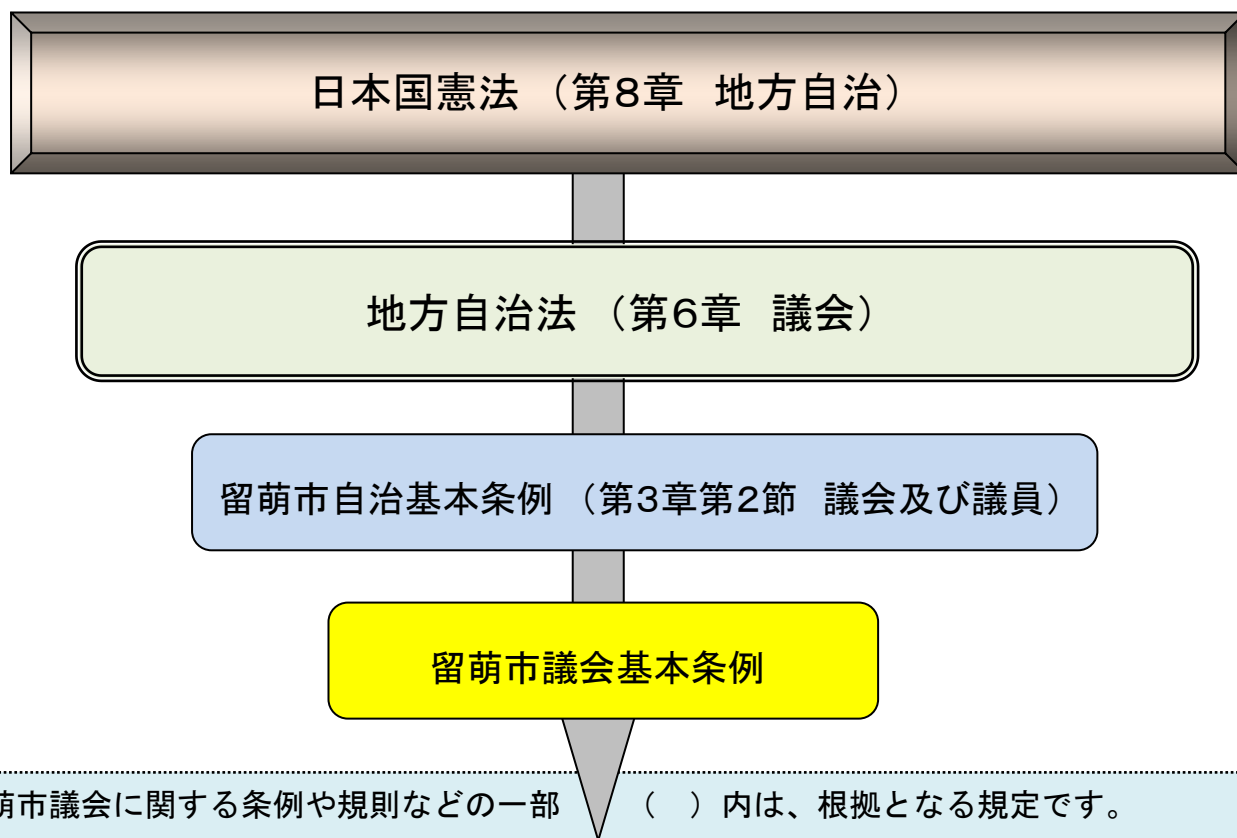 日本国憲法 (第8章 地方自治)
地方自治法 (第6章 議会)
留萌市自治基本条例 (第3章第2節 議会及び議員)
留萌市議会基本条例
萌市議会に関する条例や規則などの一部 ( )内は、根拠となる規定です。